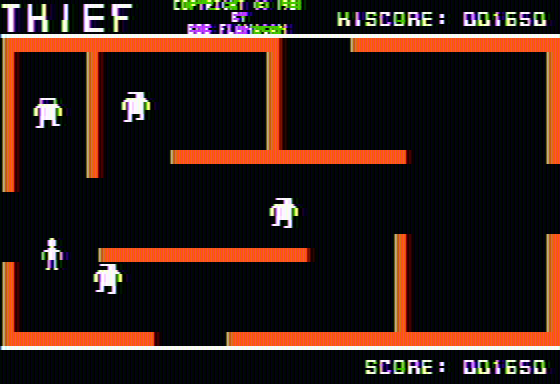 THIEF
COPYRIGHT (C) 1981
BY
BOB FLANAGAN
HISCORE: 001650
SCORE: 001650